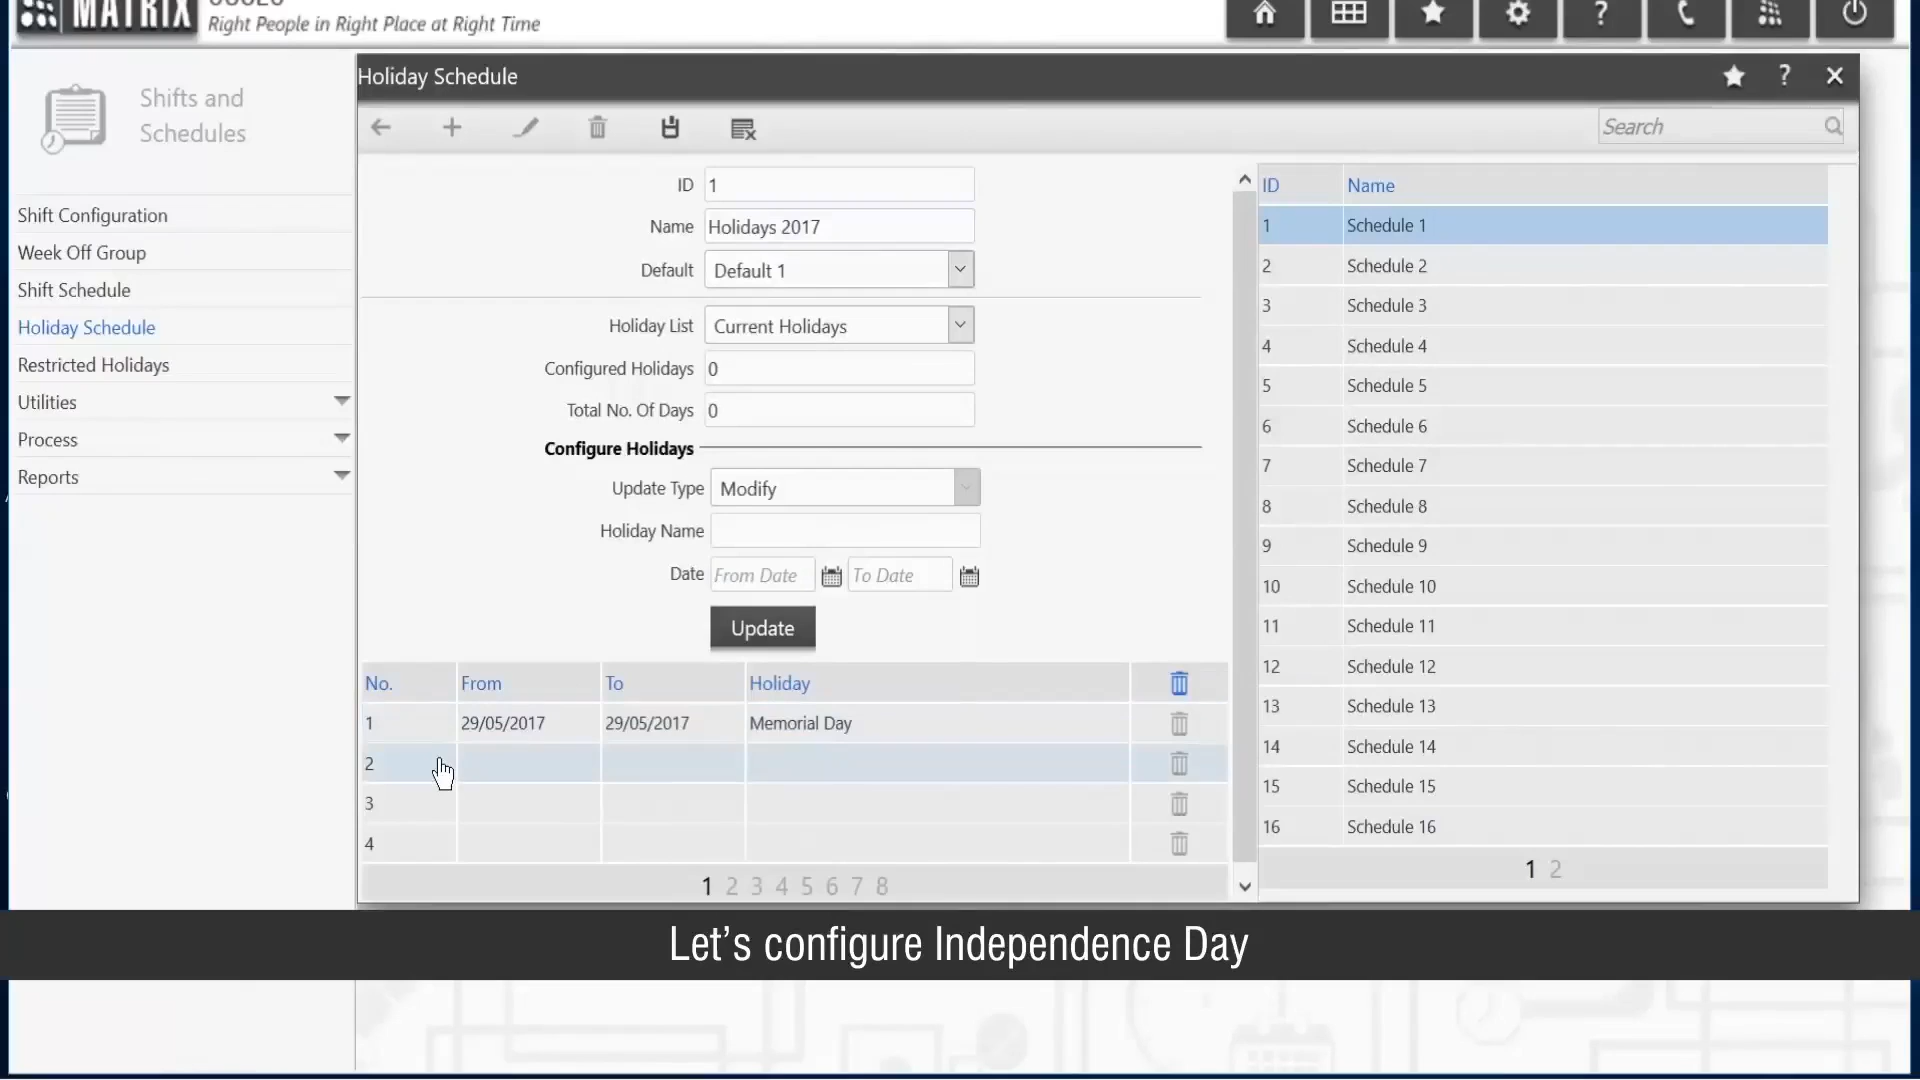 MATRIX
Right People in Right Place at Right Time
?
Shifts and
Schedules
Shift Configuration
Week Off Group
Shift Schedule
Holiday Schedule
Restricted Holidays
Utilities
Process
Reports
Holiday Schedule
?
Search
ID 1
Name Holidays 2017
Default Default 1
Holiday List Current Holidays
Configured Holidays 0
Total No. Of Days 0
Configure Holidays
Update Type Modify
Holiday Name
Date From Date To Date
Update
No. From To Holiday
1 29/05/2017 29/05/2017 Memorial Day
2
3
4
1 2 3 4 5 6 7 8
ID Name
1 Schedule 1
2 Schedule 2
3 Schedule 3
4 Schedule 4
5 Schedule 5
6 Schedule 6
7 Schedule 7
8 Schedule 8
9 Schedule 9
10 Schedule 10
11 Schedule 11
12 Schedule 12
13 Schedule 13
14 Schedule 14
15 Schedule 15
16 Schedule 16
1 2
Let's configure Independence Day